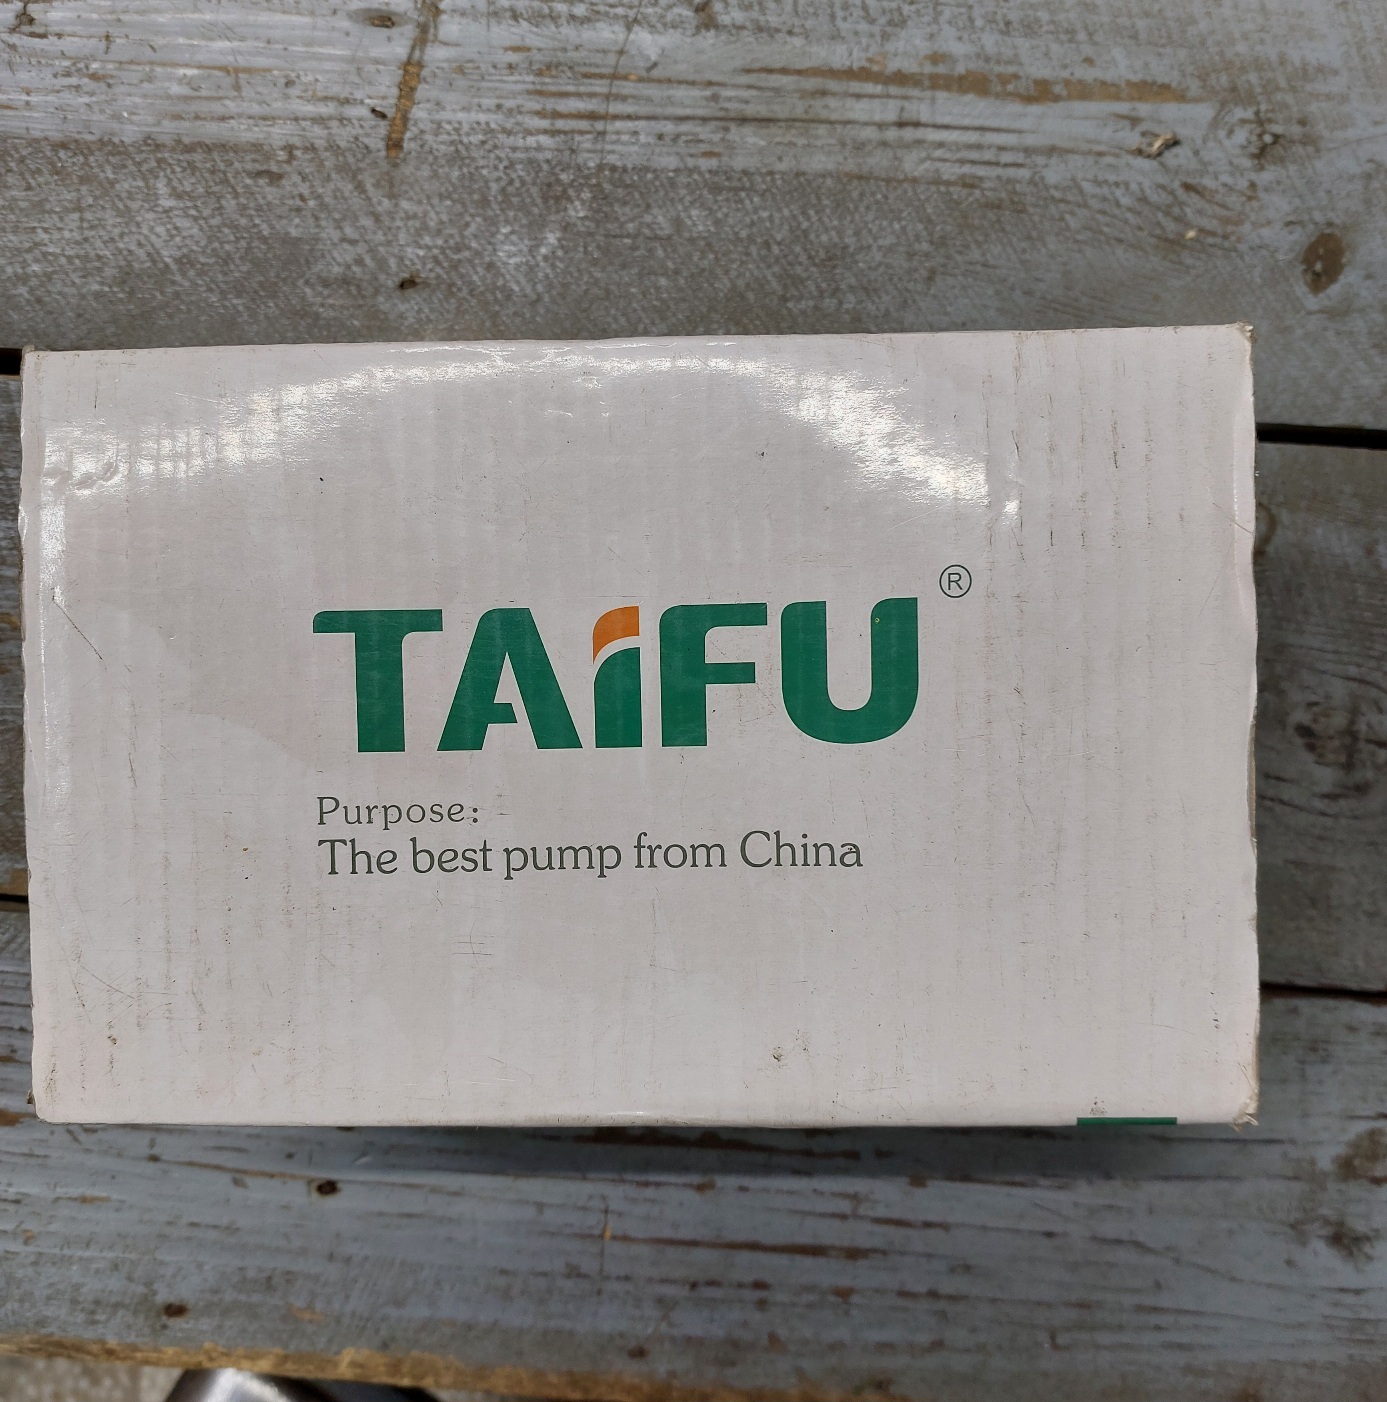 TAiFU®
Purpose:
The best pump from China